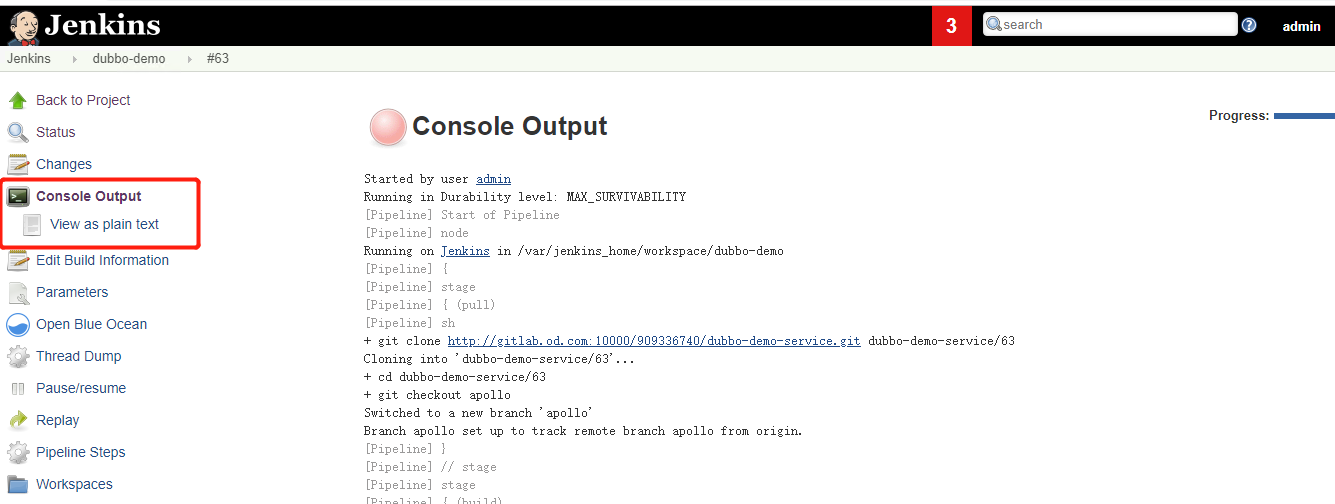 Jenkins
3
search
admin
Jenkins
dubbo-demo
#63
Back to Project
Status
Changes
Console Output
View as plain text
Edit Build Information
Parameters
Open Blue Ocean
Thread Dump
Pause/resume
Replay
Pipeline Steps
Workspaces
Console Output
Progress:
Started by user admin
Running in Durability level: MAX_SURVIVABILITY
[Pipeline] Start of Pipeline
[Pipeline] node
Running on Jenkins in /var/jenkins_home/workspace/dubbo-demo
[Pipeline] {
[Pipeline] stage
[Pipeline] { (pull)
[Pipeline] sh
+ git clone http://gitlab.od.com:10000/909336740/dubbo-demo-service.git dubbo-demo-service/63
Cloning into 'dubbo-demo-service/63'...
+ cd dubbo-demo-service/63
+ git checkout apollo
Switched to a new branch 'apollo'
Branch apollo set up to track remote branch apollo from origin.
[Pipeline] }
[Pipeline] // stage
[Pipeline] stage
[Pipeline] { (build)